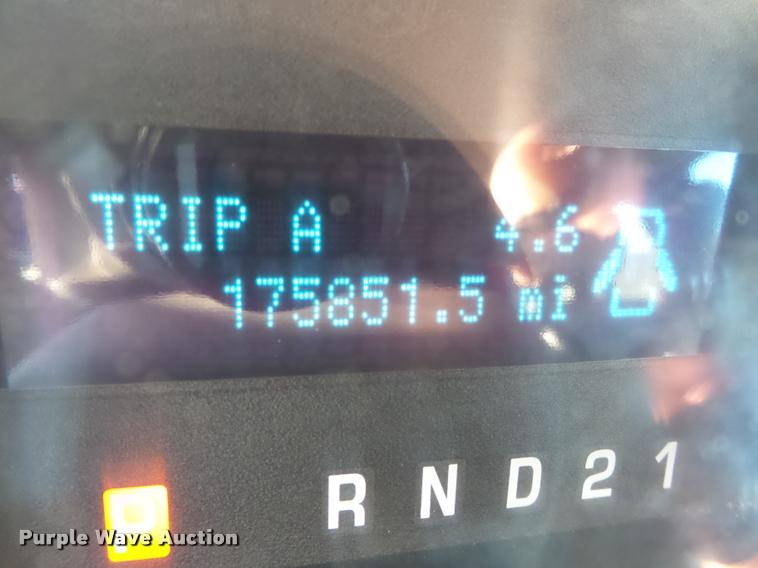 TRIP A 4.6
175851.5 mi
P R N D 2 1
Purple Wave Auction